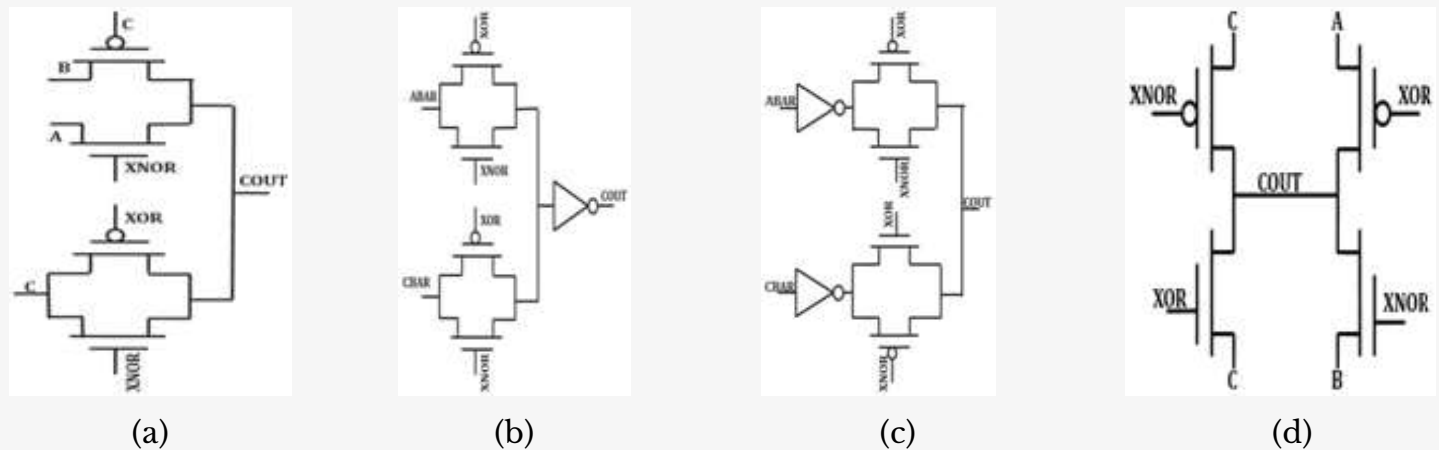 C
B
A
XNOR
COUT
XOR
C
XNOR
(a)
XOR
ABAR
XNOR
COUT
XOR
CBAR
XNOR
(b)
XOR
ABAR
XNOR
XOR
COUT
CBAR
XNOR
(c)
C A
XNOR XOR
COUT
XOR XNOR
C B
(d)